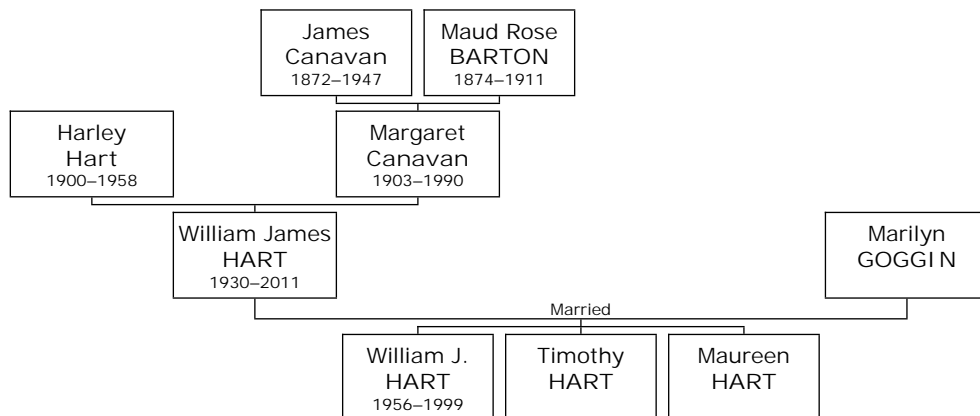 James
Canavan
1872–1947
Maud Rose
BARTON
1874–1911
Harley
Hart
1900–1958
Margaret
Canavan
1903–1990
William James
HART
1930–2011
Marilyn
GOGGIN
Married
William J.
HART
1956–1999
Timothy
HART
Maureen
HART